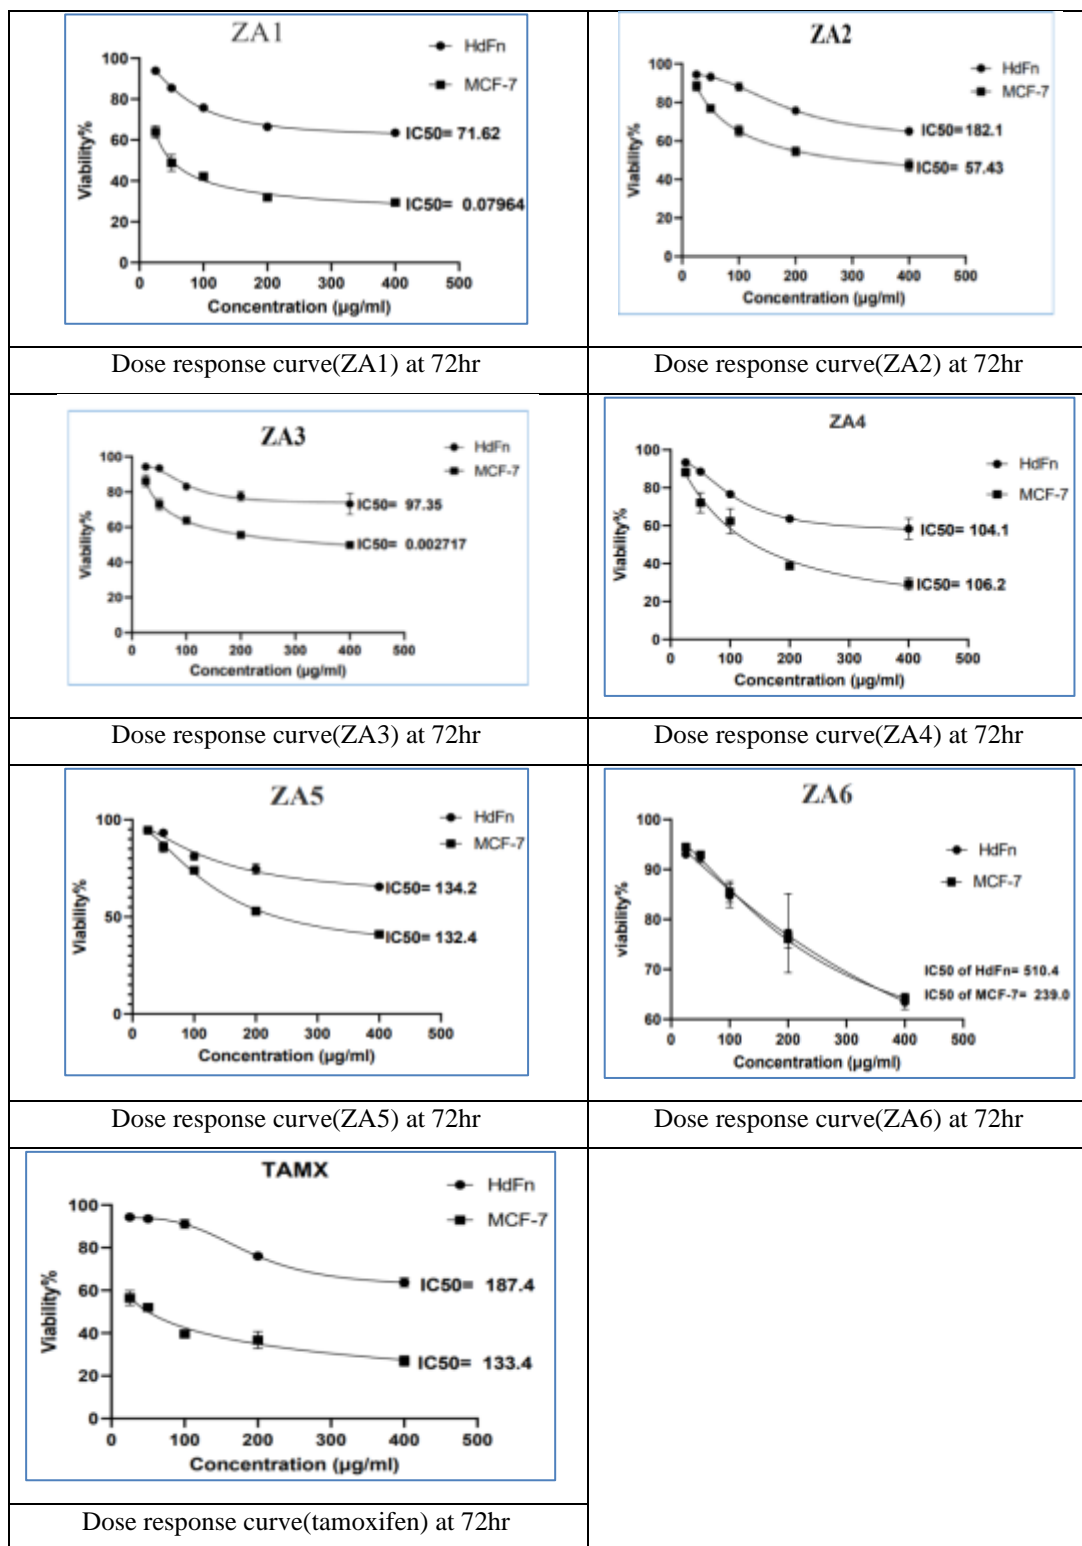 ZA1
HdFn
MCF-7
Viability%
100
80
60
40
20
0
IC50= 71.62
IC50= 0.07964
0 100 200 300 400 500
Concentration (µg/ml)
Dose response curve(ZA1) at 72hr
ZA2
HdFn
MCF-7
Viability%
100
80
60
40
20
0
IC50=182.1
IC50= 57.43
0 100 200 300 400 500
Concentration (µg/ml)
Dose response curve(ZA2) at 72hr
ZA3
HdFn
MCF-7
Viability%
100
80
60
40
20
0
IC50= 97.35
IC50= 0.002717
0 100 200 300 400 500
Concentration (µg/ml)
Dose response curve(ZA3) at 72hr
ZA4
HdFn
MCF-7
Viability%
100
80
60
40
20
0
IC50= 104.1
IC50= 106.2
0 100 200 300 400 500
Concentration (µg/ml)
Dose response curve(ZA4) at 72hr
ZA5
HdFn
MCF-7
Viability%
100
50
0
IC50= 134.2
IC50= 132.4
0 100 200 300 400 500
Concentration (µg/ml)
Dose response curve(ZA5) at 72hr
ZA6
HdFn
MCF-7
viability%
100
90
80
70
60
IC50 of HdFn= 510.4
IC50 of MCF-7= 239.0
0 100 200 300 400 500
Concentration (µg/ml)
Dose response curve(ZA6) at 72hr
TAMX
HdFn
MCF-7
Viability%
100
80
60
40
20
0
IC50= 187.4
IC50= 133.4
0 100 200 300 400 500
Concentration (µg/ml)
Dose response curve(tamoxifen) at 72hr